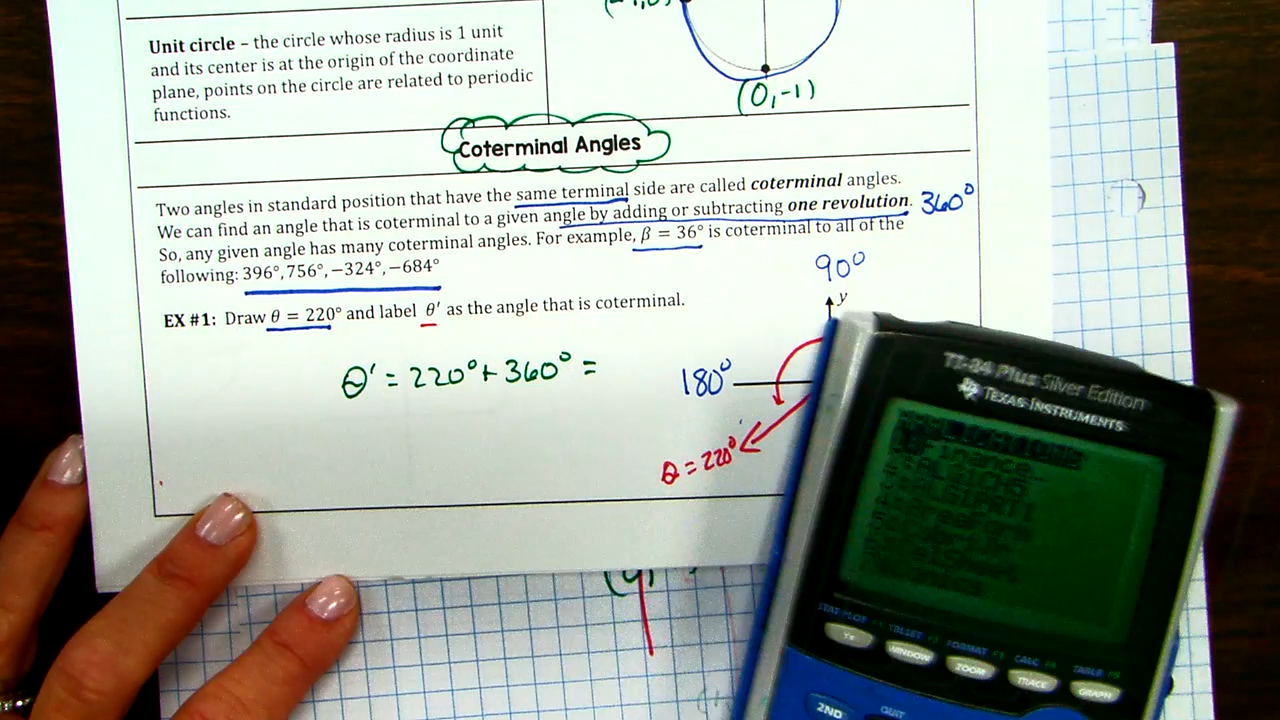 Unit circle – the circle whose radius is 1 unit
and its center is at the origin of the coordinate
plane, points on the circle are related to periodic
functions.
(0,-1)
Coterminal Angles
Two angles in standard position that have the same terminal side are called coterminal angles.
We can find an angle that is coterminal to a given angle by adding or subtracting one revolution. 360°
So, any given angle has many coterminal angles. For example, β = 36° is coterminal to all of the
following: 396°, 756°, −324°, −684°
90°
y
EX #1: Draw θ = 220° and label θ' as the angle that is coterminal.
θ' = 220° + 360° =
180°
θ = 220°
TI-84 Plus Silver Edition
TEXAS INSTRUMENTS
STAT PLOT F1 TBLSET F2 FORMAT F3 CALC F4 TABLE F5
Y= WINDOW ZOOM TRACE GRAPH
2ND QUIT